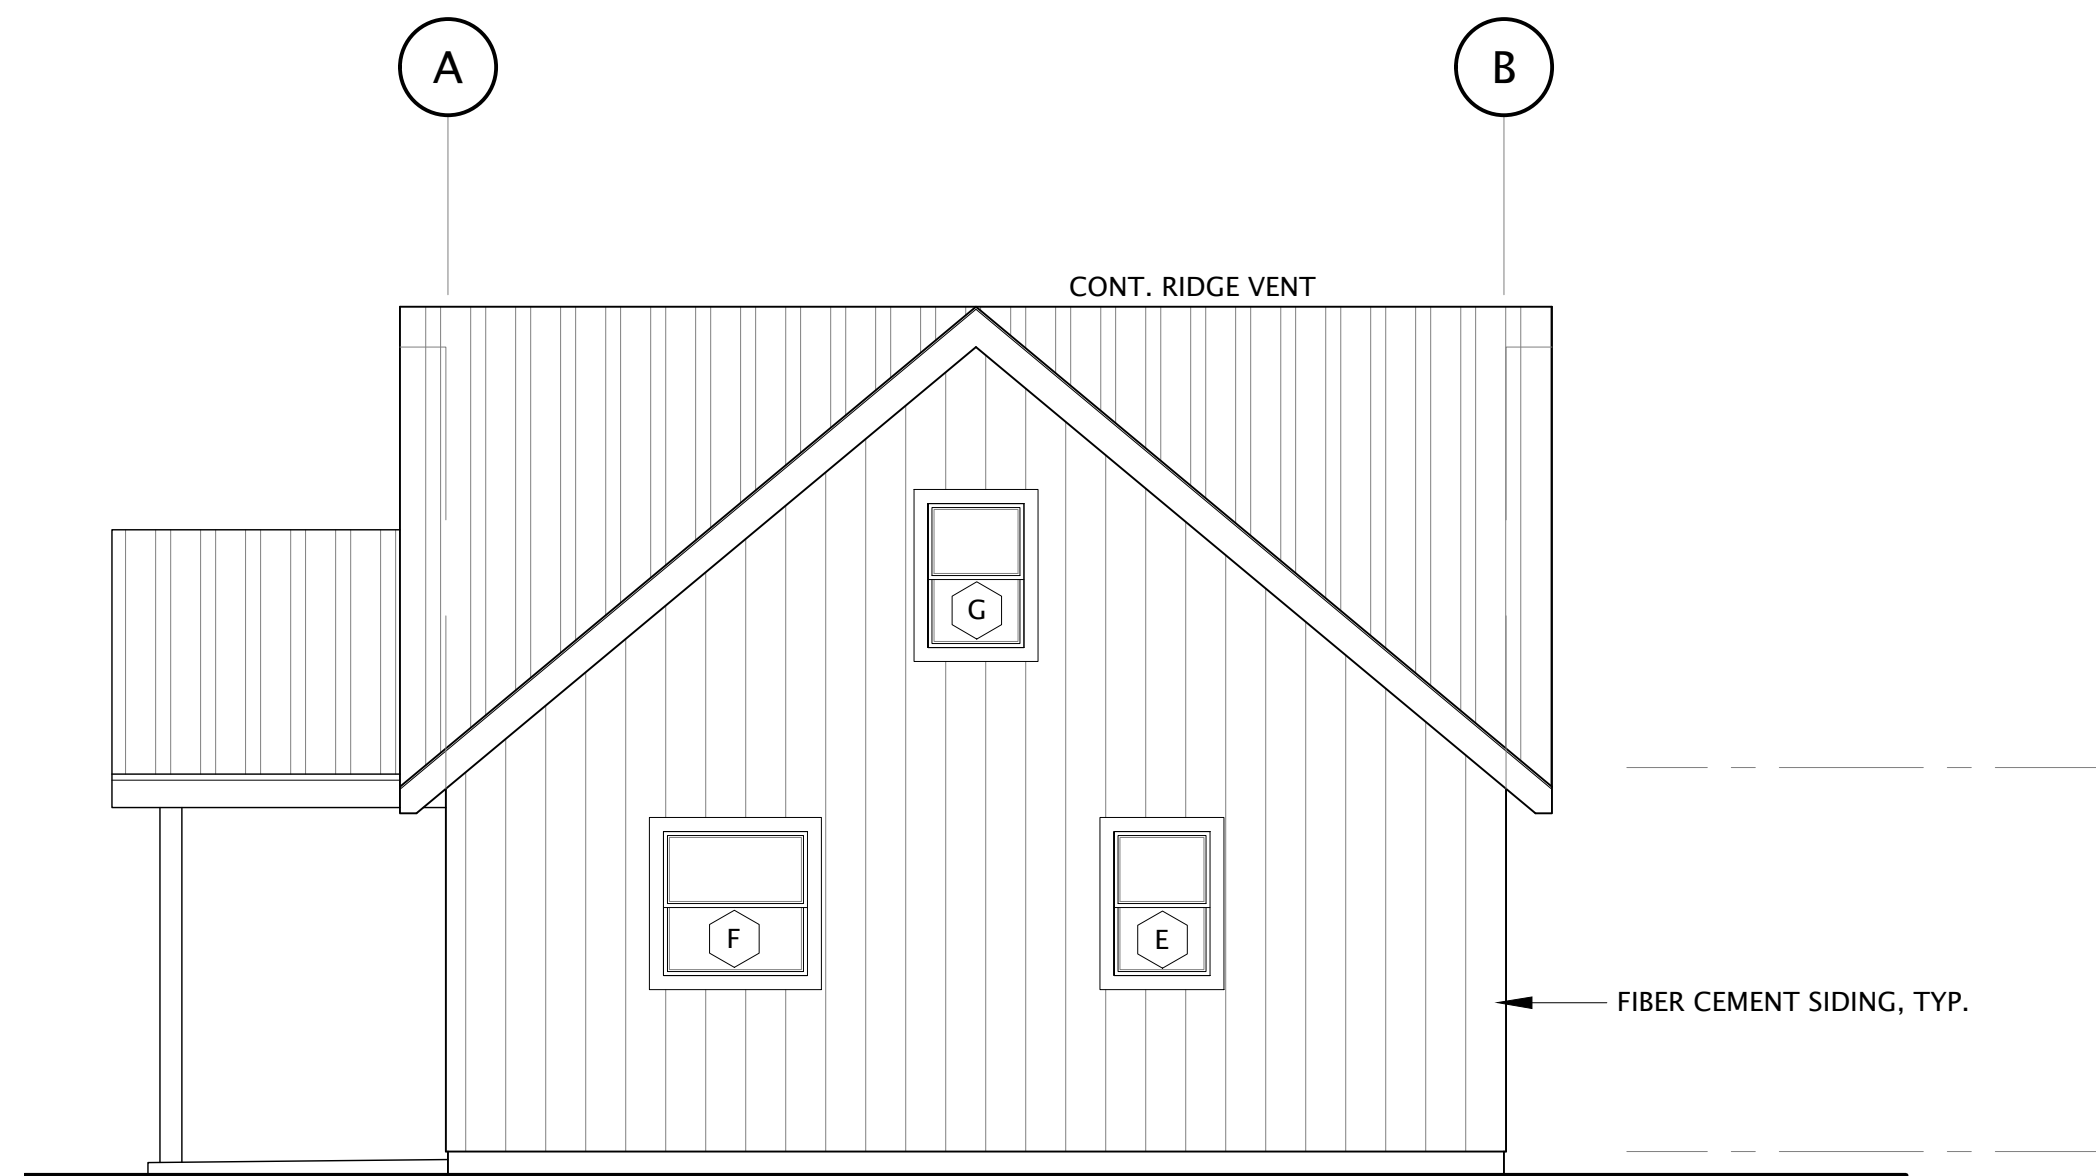 A
B
CONT. RIDGE VENT
G
F
E
FIBER CEMENT SIDING, TYP.